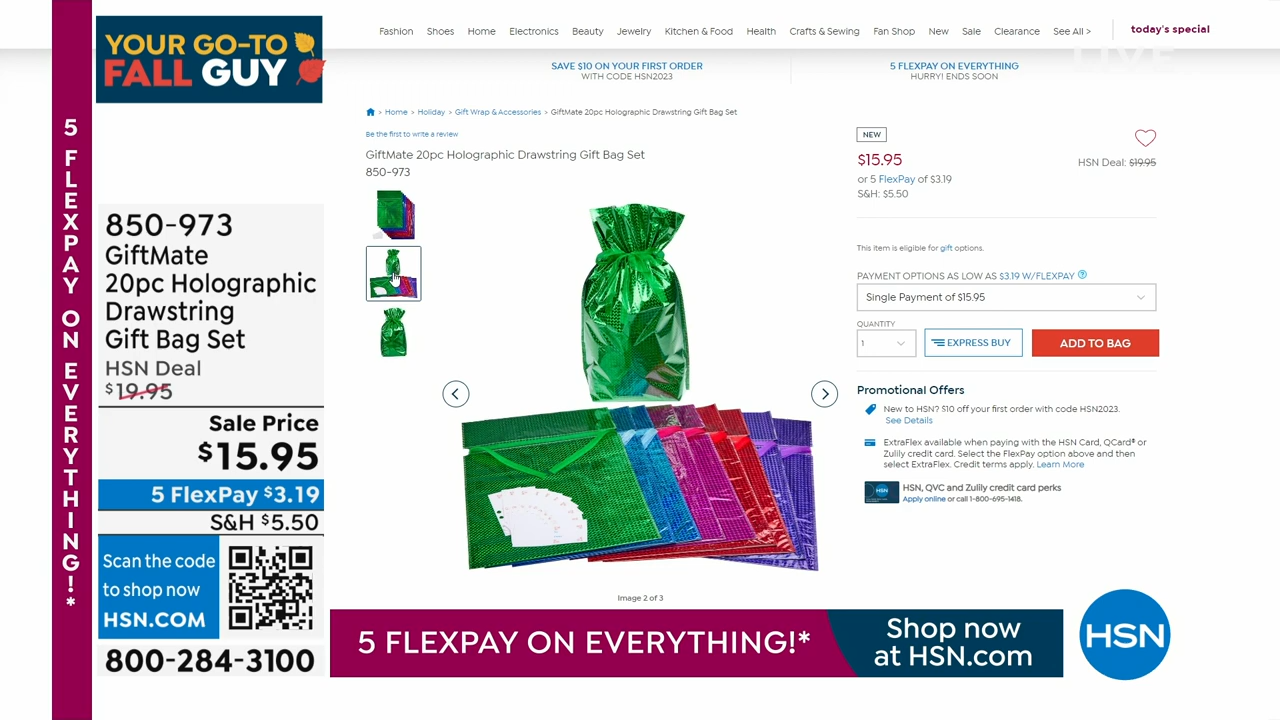 5 FLEXPAY ON EVERYTHING!*
YOUR GO-TO
FALL GUY
Fashion Shoes Home Electronics Beauty Jewelry Kitchen & Food Health Crafts & Sewing Fan Shop New Sale Clearance See All > today's special
LIVE
SAVE $10 ON YOUR FIRST ORDER
WITH CODE HSN2023
5 FLEXPAY ON EVERYTHING
HURRY! ENDS SOON
> Home > Holiday > Gift Wrap & Accessories > GiftMate 20pc Holographic Drawstring Gift Bag Set
Be the first to write a review
GiftMate 20pc Holographic Drawstring Gift Bag Set
850-973
NEW
$15.95
HSN Deal: $19.95
or 5 FlexPay of $3.19
S&H: $5.50
This item is eligible for gift options.
PAYMENT OPTIONS AS LOW AS $3.19 W/FLEXPAY ?
Single Payment of $15.95
QUANTITY
1
EXPRESS BUY
ADD TO BAG
Promotional Offers
New to HSN? $10 off your first order with code HSN2023.
See Details
ExtraFlex available when paying with the HSN Card, QCard® or
Zulily credit card. Select the FlexPay option above and then
select ExtraFlex. Credit terms apply. Learn More
HSN
HSN, QVC and Zulily credit card perks
Apply online or call 1-800-695-1418.
Image 2 of 3
850-973
GiftMate
20pc Holographic
Drawstring
Gift Bag Set
HSN Deal
$19.95
Sale Price
$15.95
5 FlexPay $3.19
S&H $5.50
Scan the code
to shop now
HSN.COM
800-284-3100
5 FLEXPAY ON EVERYTHING!*
Shop now
at HSN.com
HSN